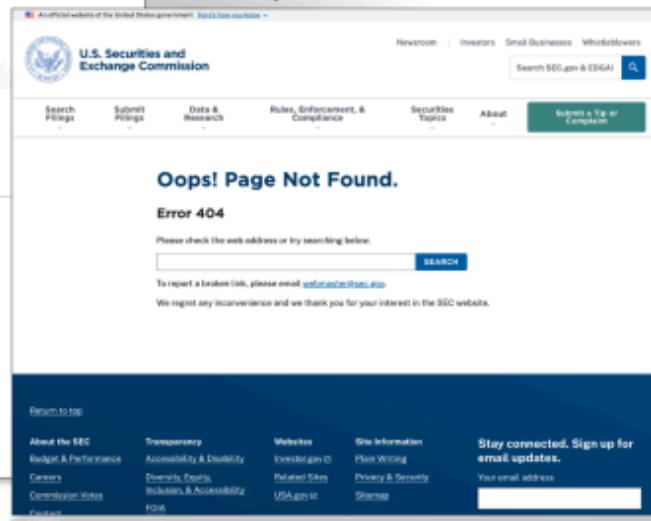 An official website of the United States government Here's how you know
Newsroom | Investors Small Businesses Whistleblowers
U.S. Securities and
Exchange Commission
Search SEC.gov & EDGAR
Search
Filings
Submit
Filings
Data &
Research
Rules, Enforcement, &
Compliance
Securities
Topics
About
Submit a Tip or
Complaint
Oops! Page Not Found.
Error 404
Please check the web address or try searching below.
SEARCH
To report a broken link, please email webmaster@sec.gov.
We regret any inconvenience and we thank you for your interest in the SEC website.
Return to top
About the SEC
Budget & Performance
Careers
Commission Votes
Contact
Transparency
Accessibility & Disability
Diversity, Equity,
Inclusion, & Accessibility
FOIA
Websites
Investor.gov
Related Sites
USA.gov
Site Information
Plain Writing
Privacy & Security
Sitemap
Stay connected. Sign up for
email updates.
Your email address